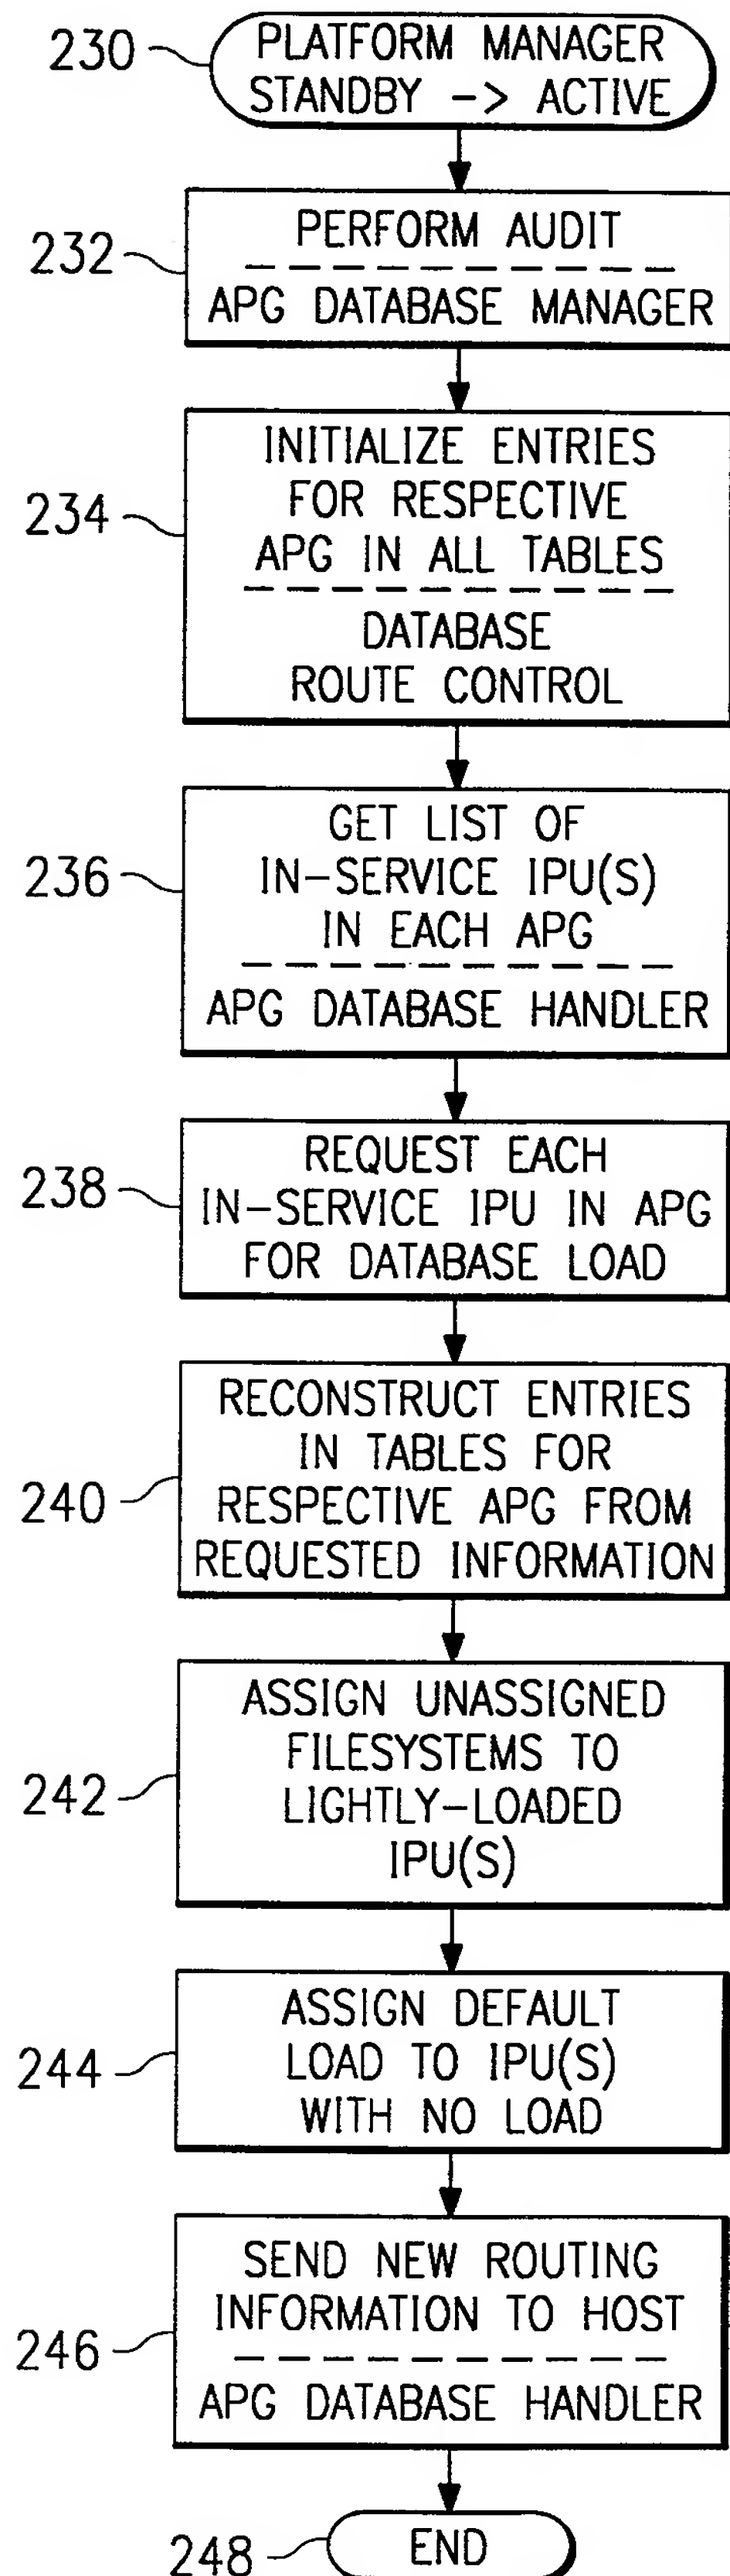 230
PLATFORM MANAGER
STANDBY -> ACTIVE
232
PERFORM AUDIT
APG DATABASE MANAGER
234
INITIALIZE ENTRIES
FOR RESPECTIVE
APG IN ALL TABLES
DATABASE
ROUTE CONTROL
236
GET LIST OF
IN-SERVICE IPU(S)
IN EACH APG
APG DATABASE HANDLER
238
REQUEST EACH
IN-SERVICE IPU IN APG
FOR DATABASE LOAD
240
RECONSTRUCT ENTRIES
IN TABLES FOR
RESPECTIVE APG FROM
REQUESTED INFORMATION
242
ASSIGN UNASSIGNED
FILESYSTEMS TO
LIGHTLY-LOADED
IPU(S)
244
ASSIGN DEFAULT
LOAD TO IPU(S)
WITH NO LOAD
246
SEND NEW ROUTING
INFORMATION TO HOST
APG DATABASE HANDLER
248
END